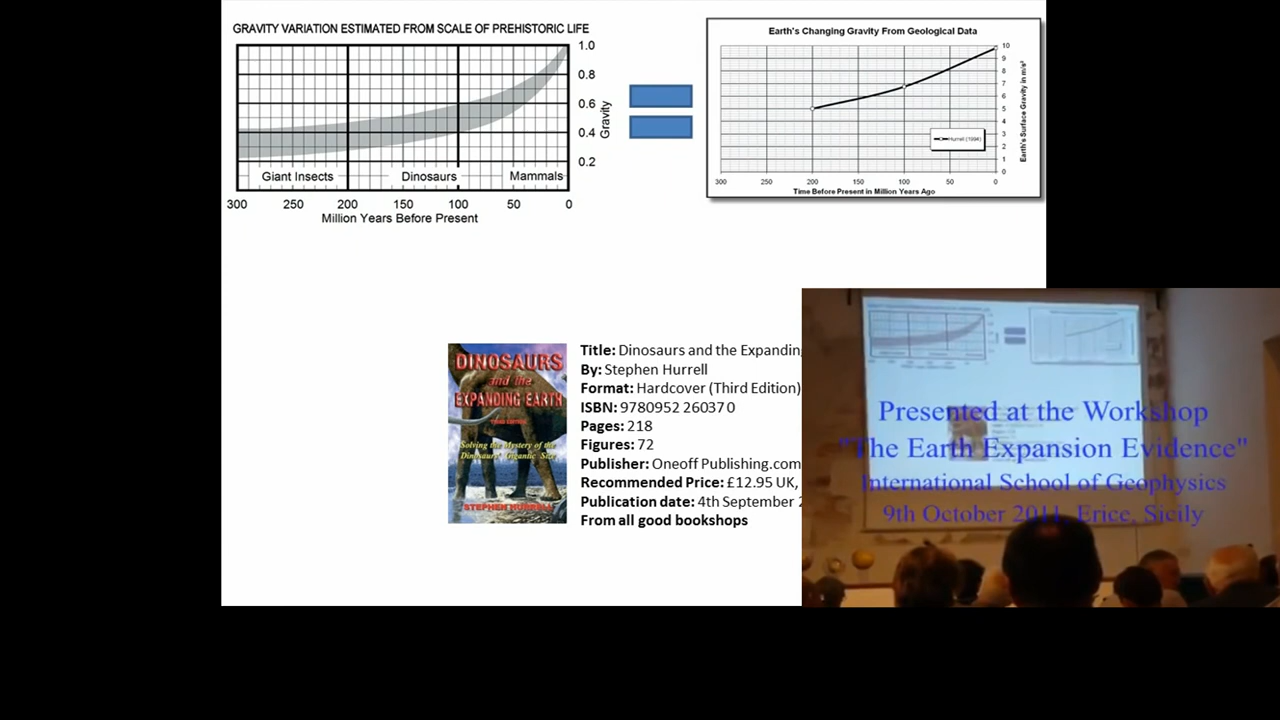 GRAVITY VARIATION ESTIMATED FROM SCALE OF PREHISTORIC LIFE
1.0
0.8
0.6
0.4
0.2
Gravity
Giant Insects
Dinosaurs
Mammals
300 250 200 150 100 50 0
Million Years Before Present
Earth's Changing Gravity From Geological Data
10
9
8
7
6
5
4
3
2
1
0
Earth's Surface Gravity in m/s²
Hurrell (1994)
300 250 200 150 100 50 0
Time Before Present in Million Years Ago
DINOSAURS
and the
EXPANDING EARTH
Solving the Mystery of the
Dinosaurs' Gigantic Size
STEPHEN HURRELL
Title: Dinosaurs and the Expanding
By: Stephen Hurrell
Format: Hardcover (Third Edition)
ISBN: 9780952 260370
Pages: 218
Figures: 72
Publisher: Oneoff Publishing.com
Recommended Price: £12.95 UK,
Publication date: 4th September 2
From all good bookshops
Presented at the Workshop
"The Earth Expansion Evidence"
International School of Geophysics
9th October 2011, Erice, Sicily